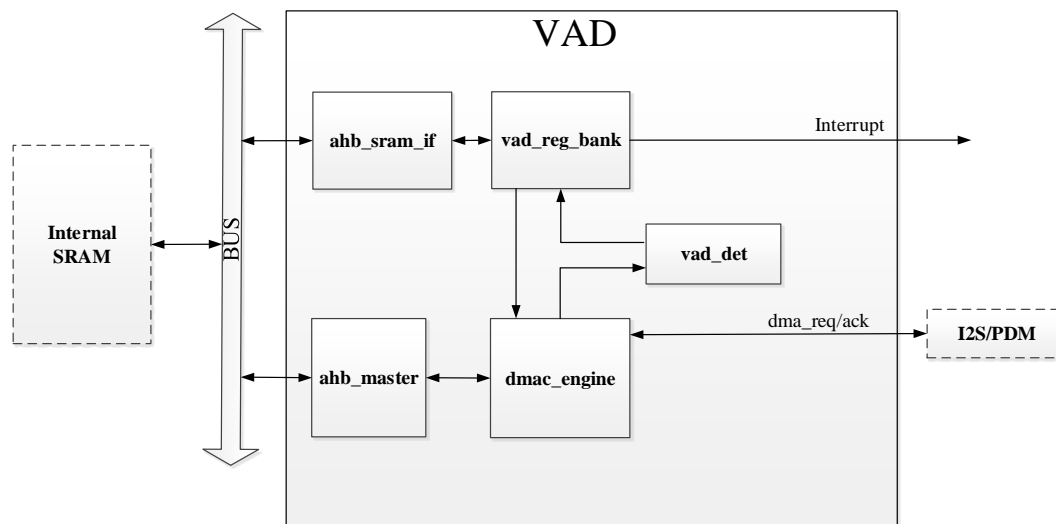 VAD
ahb_sram_if
vad_reg_bank
Interrupt
Internal
SRAM
BUS
vad_det
dma_req/ack
I2S/PDM
ahb_master
dmac_engine